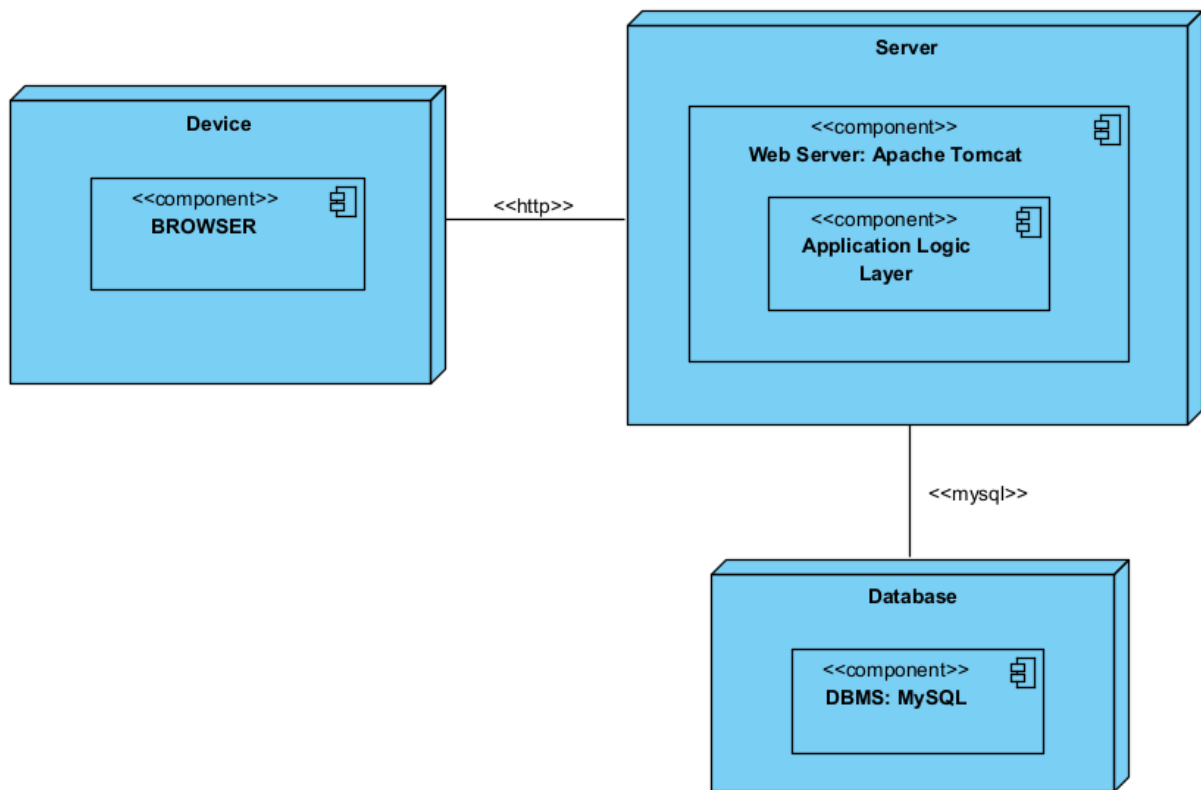 Server
Device
<<component>>
Web Server: Apache Tomcat
<<component>>
BROWSER
<<http>>
<<component>>
Application Logic
Layer
<<mysql>>
Database
<<component>>
DBMS: MySQL